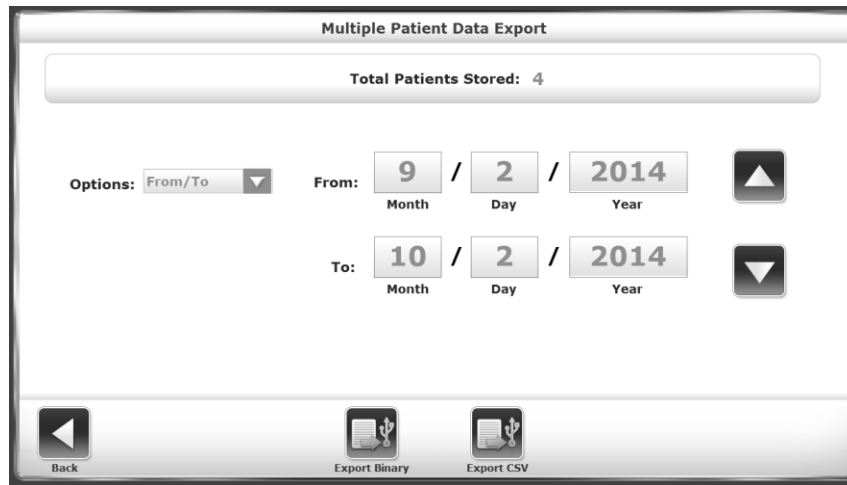 Multiple Patient Data Export
Total Patients Stored: 4
Options: From/To From: 9 / 2 / 2014
Month Day Year
To: 10 / 2 / 2014
Month Day Year
Back Export Binary Export CSV